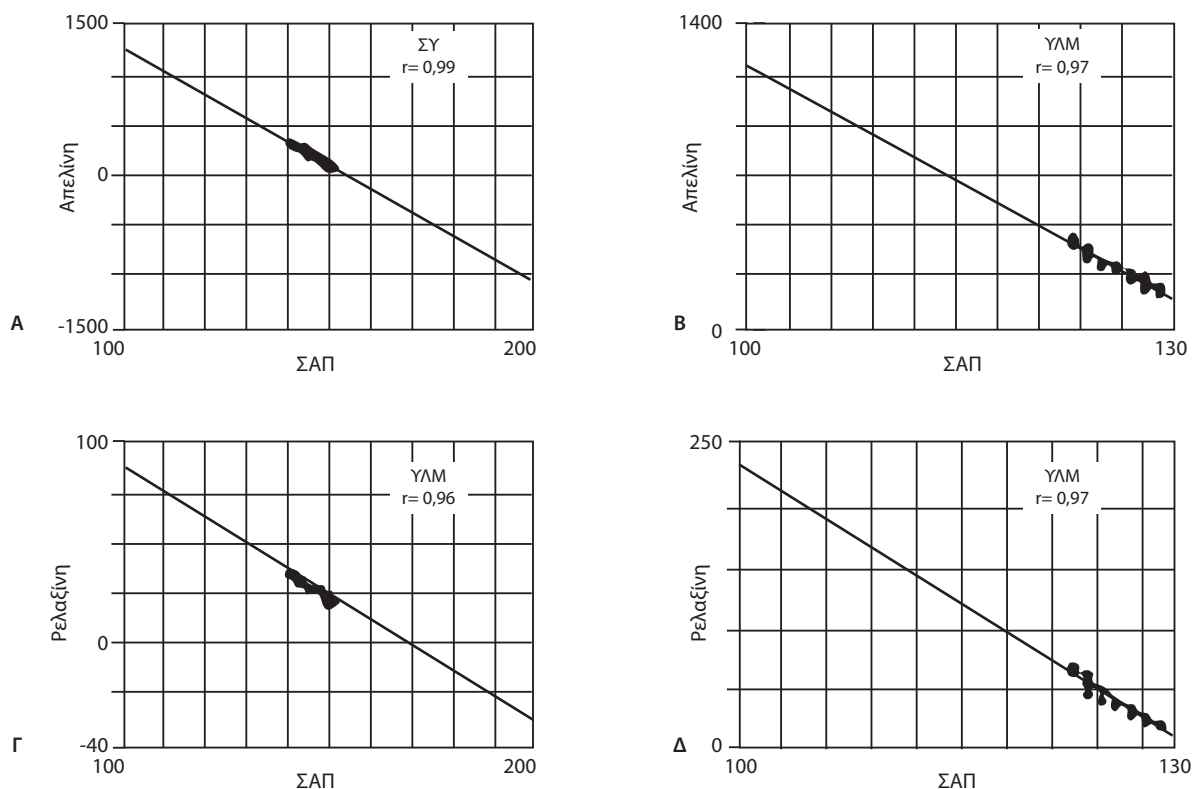 1500
ΣΥ
r= 0,99
Απελίνη
0
-1500
Α
100
200
ΣΑΠ
1400
ΥΛΜ
r= 0,97
Απελίνη
0
Β
100
130
ΣΑΠ
100
ΥΛΜ
r= 0,96
Ρελαξίνη
0
-40
Γ
100
200
ΣΑΠ
250
ΥΛΜ
r= 0,97
Ρελαξίνη
0
Δ
100
130
ΣΑΠ